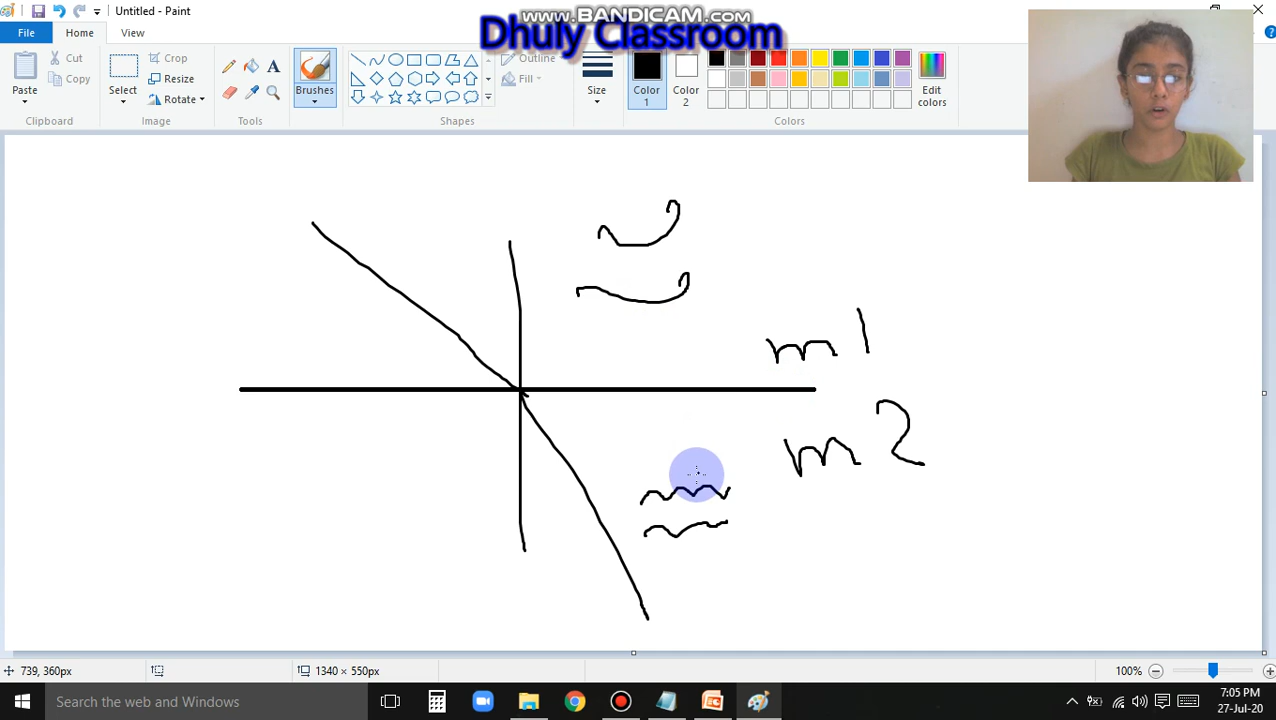 Untitled - Paint
www.BANDICAM.com
Dhuly Classroom
File
Home
View
Paste
Cut
Copy
Clipboard
Select
Crop
Resize
Rotate
Image
Tools
Brushes
Outline
Fill
Shapes
Size
Color 1
Color 2
Edit colors
Colors
m1
m2
739, 360px
1340 × 550px
100%
Search the web and Windows
7:05 PM
27-Jul-20